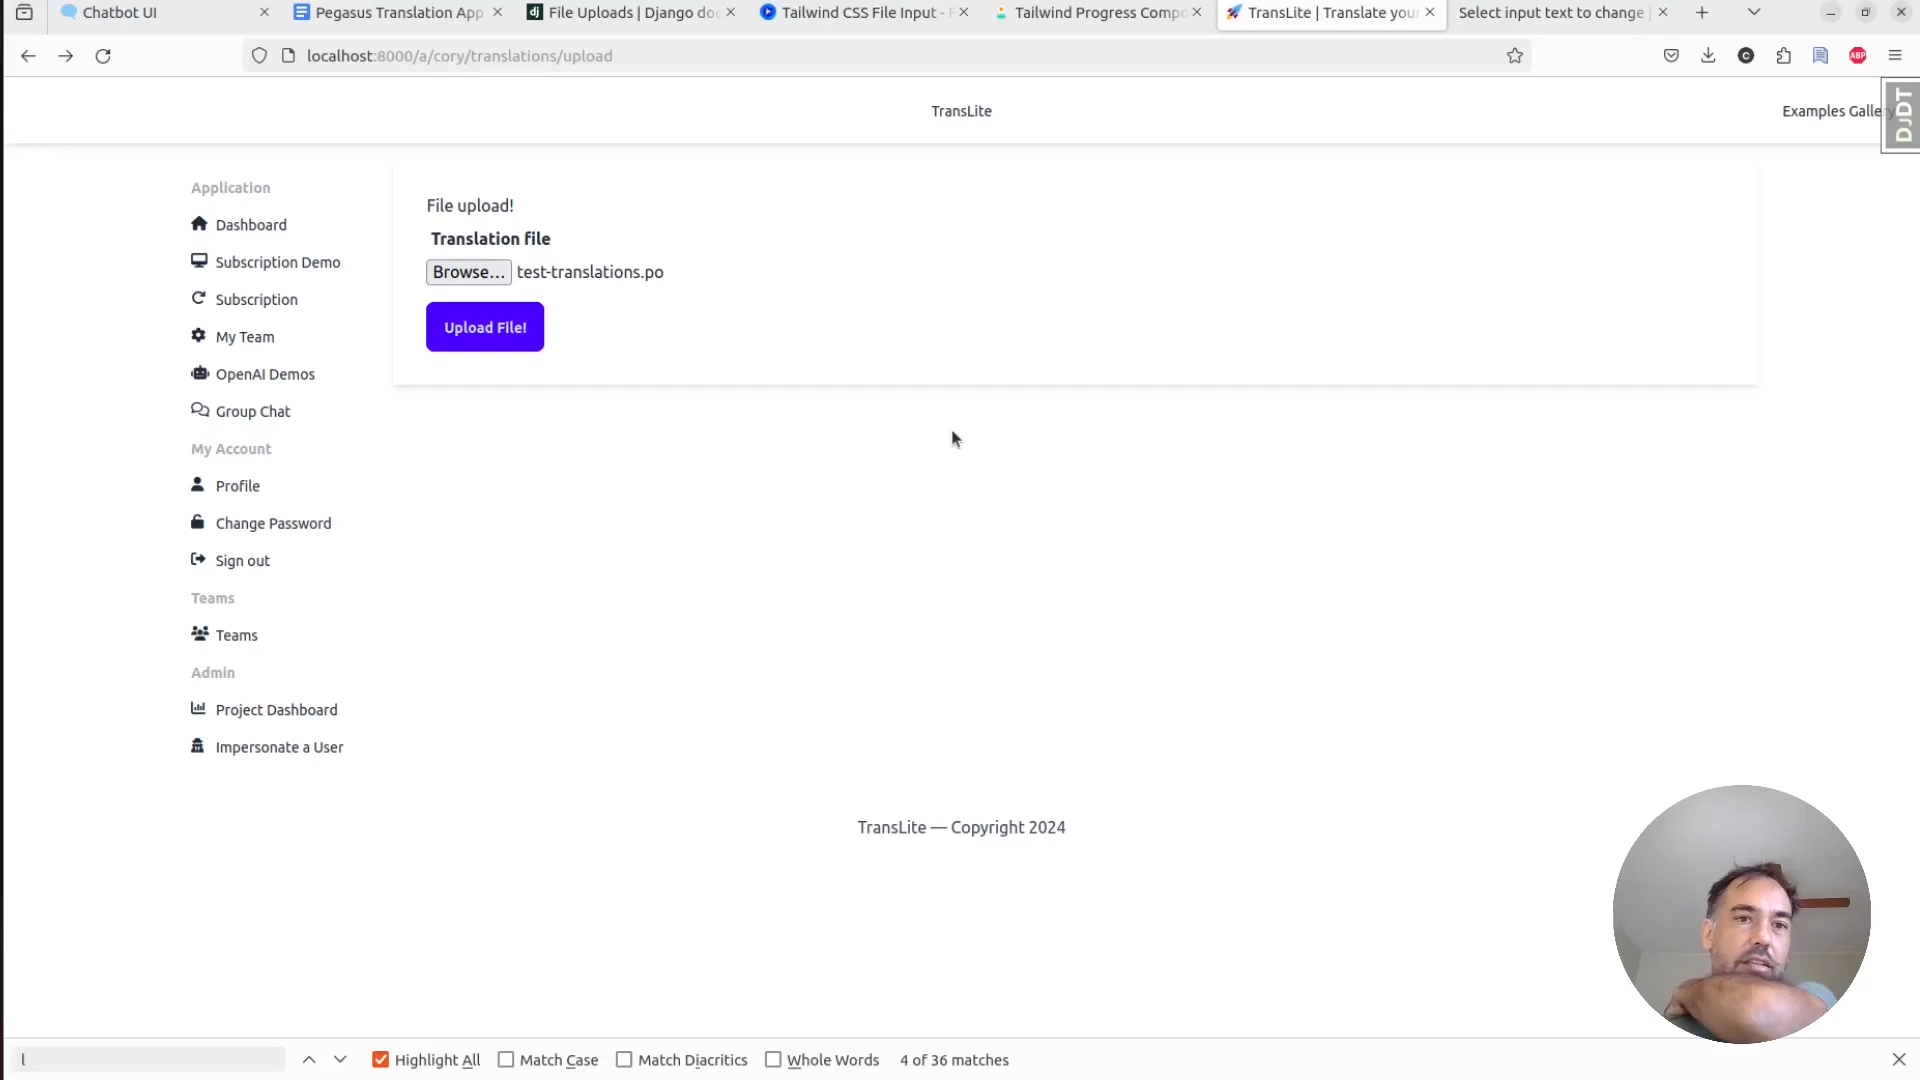 Chatbot UI
Pegasus Translation App
File Uploads | Django doc
Tailwind CSS File Input - F
Tailwind Progress Compo
TransLite | Translate your
Select input text to change |
localhost:8000/a/cory/translations/upload
ABP
TransLite
Examples Gallery
DJDT
Application
Dashboard
Subscription Demo
Subscription
My Team
OpenAI Demos
Group Chat
My Account
Profile
Change Password
Sign out
Teams
Teams
Admin
Project Dashboard
Impersonate a User
File upload!
Translation file
Browse... test-translations.po
Upload File!
TransLite — Copyright 2024
l
Highlight All
Match Case
Match Diacritics
Whole Words
4 of 36 matches